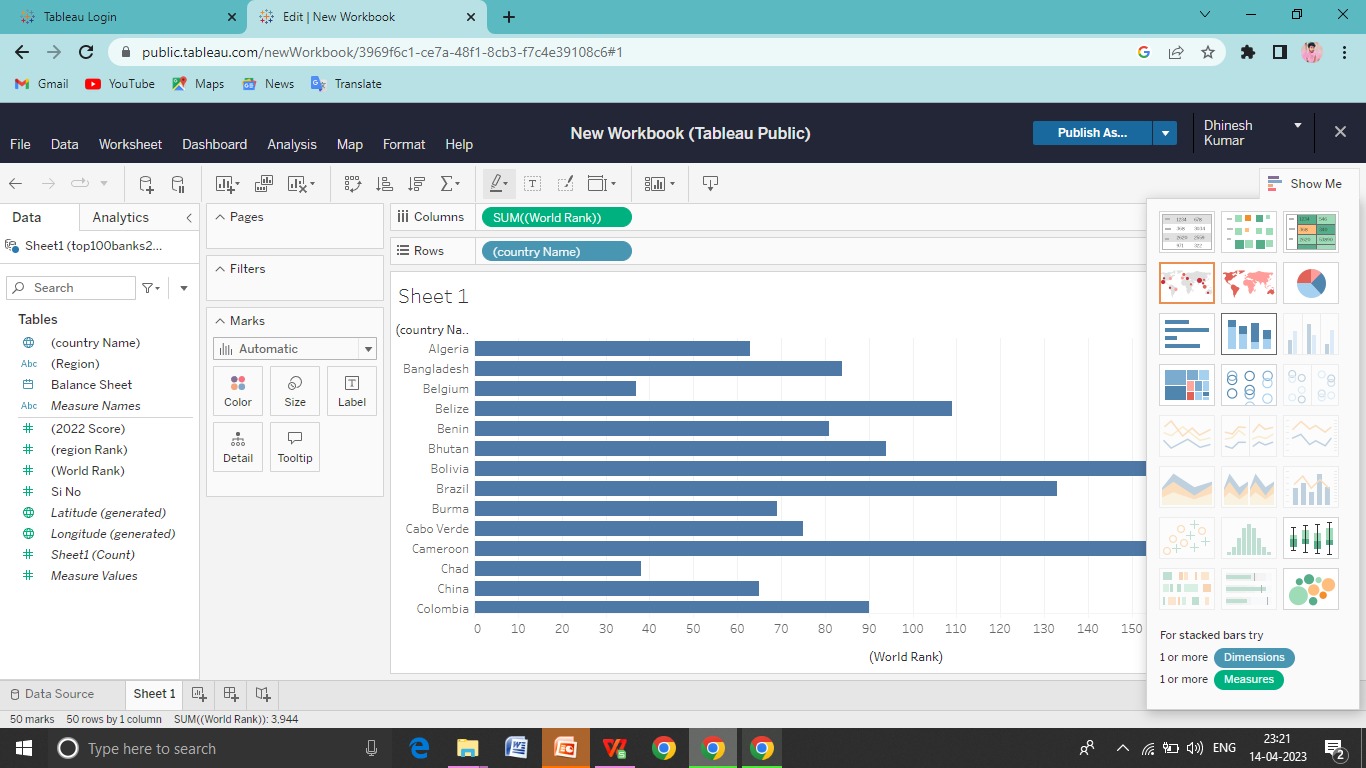 Tableau Login
Edit | New Workbook
public.tableau.com/newWorkbook/3969f6c1-ce7a-48f1-8cb3-f7c4e39108c6#1
Gmail YouTube Maps News Translate
New Workbook (Tableau Public)
Publish As...
Dhinesh
Kumar
File Data Worksheet Dashboard Analysis Map Format Help
Show Me
Data Analytics
Sheet1 (top100banks2...
Search
Tables
(country Name)
Abc (Region)
Balance Sheet
Abc Measure Names
(2022 Score)
(region Rank)
(World Rank)
Si No
Latitude (generated)
Longitude (generated)
Sheet1 (Count)
Measure Values
Pages
Filters
Marks
Automatic
Color Size Label
Detail Tooltip
Columns SUM((World Rank))
Rows (country Name)
Sheet 1
(country Na..
Algeria
Bangladesh
Belgium
Belize
Benin
Bhutan
Bolivia
Brazil
Burma
Cabo Verde
Cameroon
Chad
China
Colombia
0 10 20 30 40 50 60 70 80 90 100 110 120 130 140 150
(World Rank)
For stacked bars try
1 or more Dimensions
1 or more Measures
Data Source Sheet 1
50 marks 50 rows by 1 column SUM((World Rank)): 3,944
Type here to search
ENG
23:21
14-04-2023
2